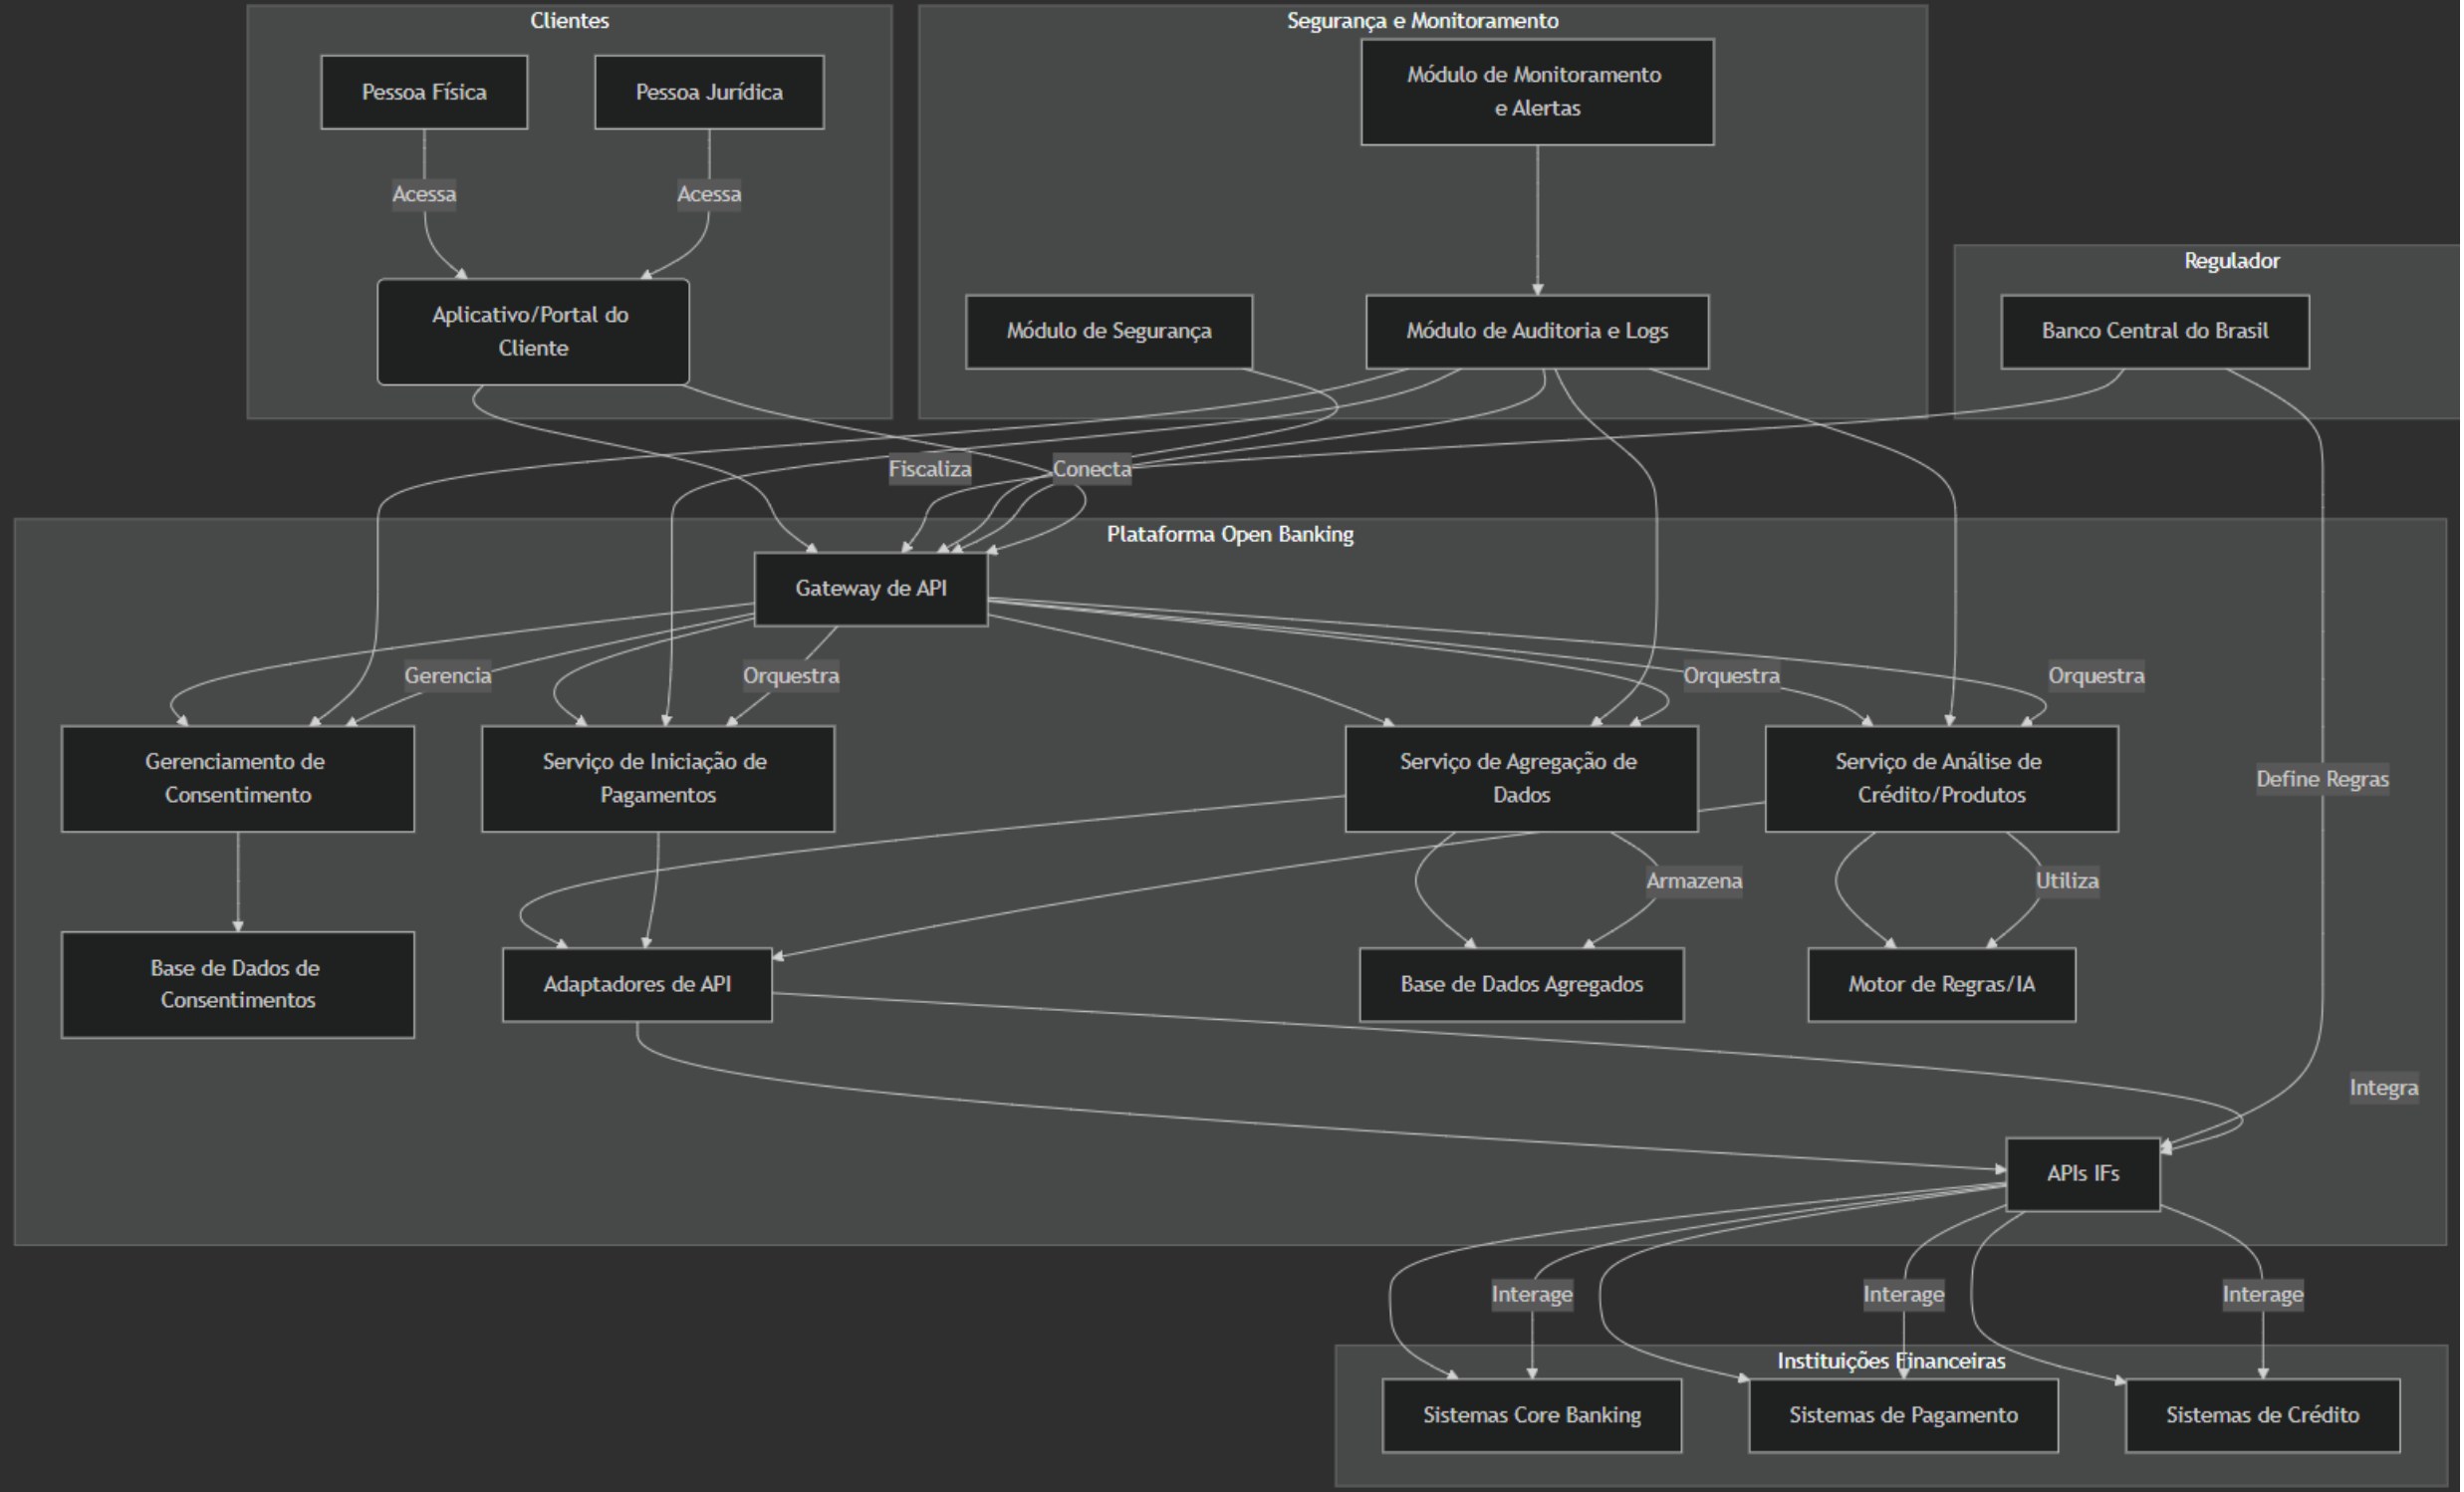 Clientes
Pessoa Física
Pessoa Jurídica
Acessa
Acessa
Aplicativo/Portal do
Cliente
Segurança e Monitoramento
Módulo de Monitoramento
e Alertas
Módulo de Segurança
Módulo de Auditoria e Logs
Regulador
Banco Central do Brasil
Fiscaliza
Conecta
Plataforma Open Banking
Gateway de API
Gerencia
Orquestra
Orquestra
Orquestra
Gerenciamento de
Consentimento
Serviço de Iniciação de
Pagamentos
Serviço de Agregação de
Dados
Serviço de Análise de
Crédito/Produtos
Define Regras
Armazena
Utiliza
Base de Dados de
Consentimentos
Adaptadores de API
Base de Dados Agregados
Motor de Regras/IA
Integra
APIs IFs
Interage
Interage
Interage
Instituições Financeiras
Sistemas Core Banking
Sistemas de Pagamento
Sistemas de Crédito